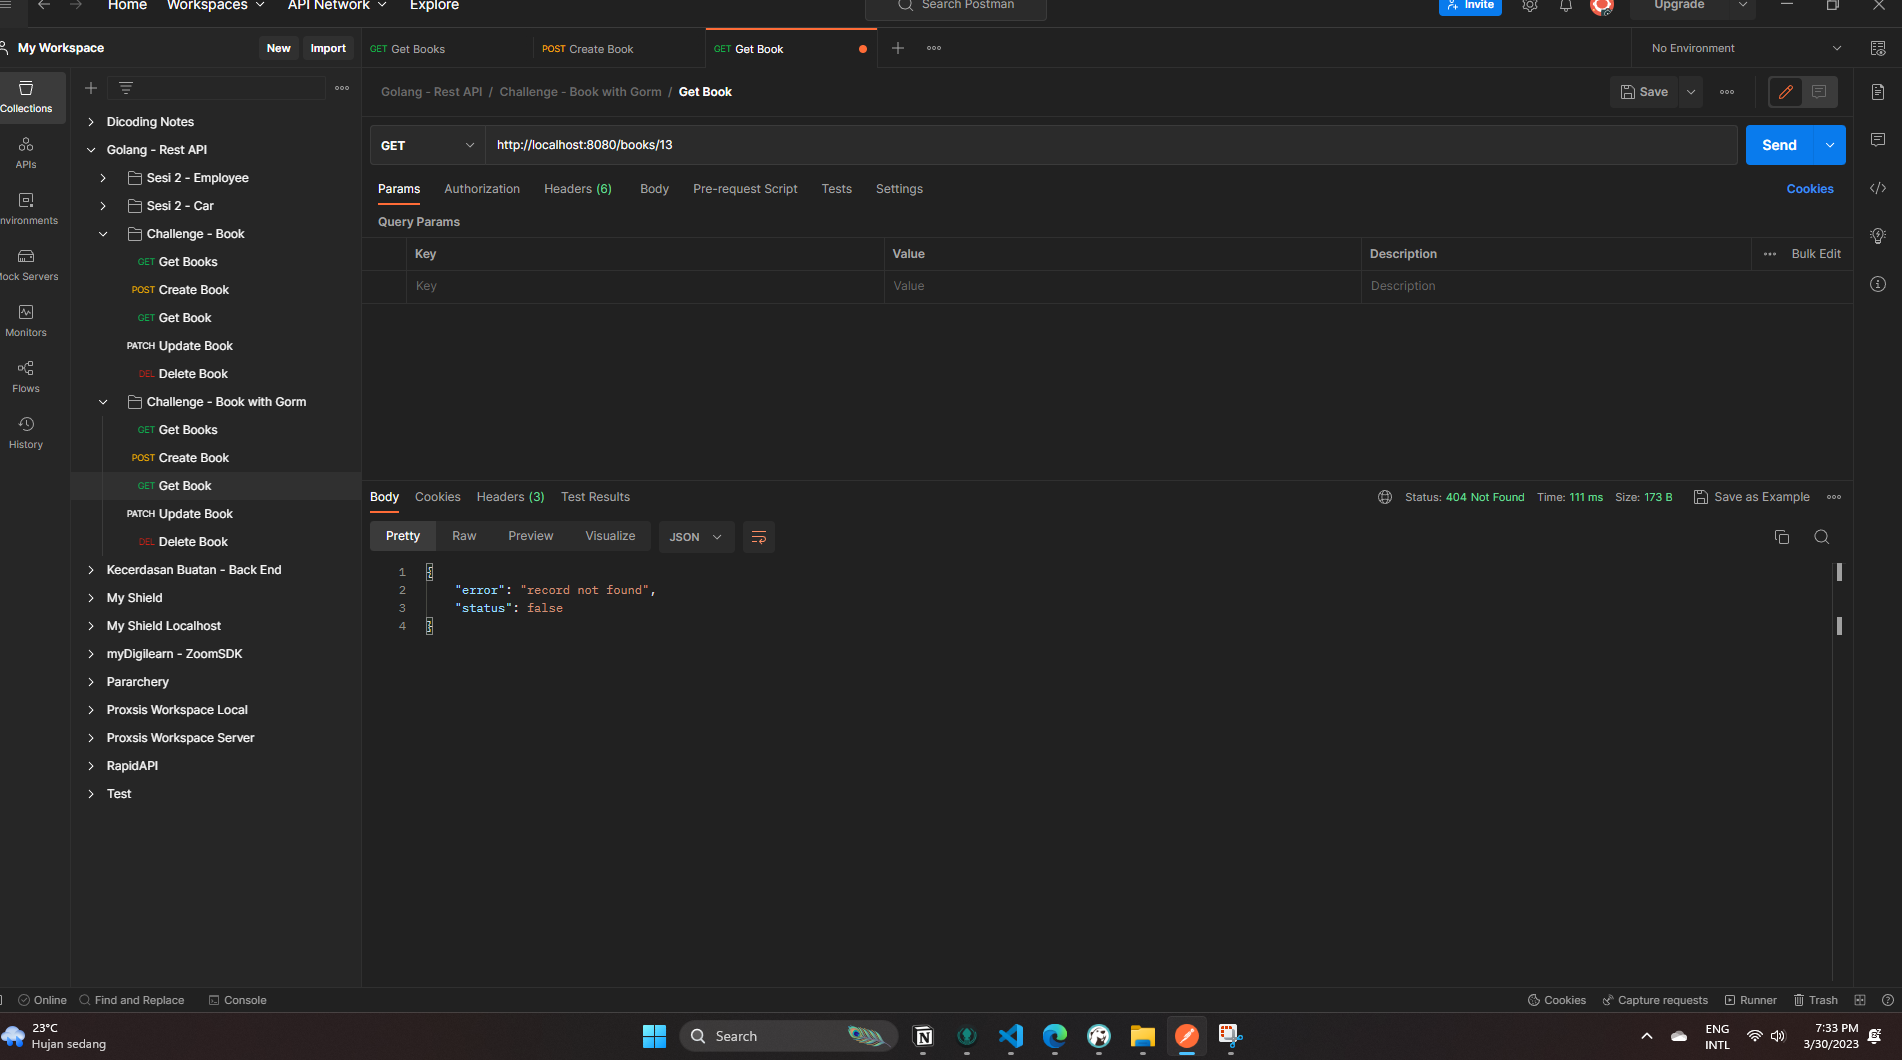 Home Workspaces API Network Explore Search Postman Invite Upgrade
My Workspace New Import
GET Get Books POST Create Book GET Get Book No Environment
Collections
APIs
Environments
Mock Servers
Monitors
Flows
History
Dicoding Notes
Golang - Rest API
Sesi 2 - Employee
Sesi 2 - Car
Challenge - Book
GET Get Books
POST Create Book
GET Get Book
PATCH Update Book
DEL Delete Book
Challenge - Book with Gorm
GET Get Books
POST Create Book
GET Get Book
PATCH Update Book
DEL Delete Book
Kecerdasan Buatan - Back End
My Shield
My Shield Localhost
myDigilearn - ZoomSDK
Pararchery
Proxsis Workspace Local
Proxsis Workspace Server
RapidAPI
Test
Golang - Rest API / Challenge - Book with Gorm / Get Book Save
GET http://localhost:8080/books/13 Send
Params Authorization Headers (6) Body Pre-request Script Tests Settings Cookies
Query Params
Key Value Description Bulk Edit
Key Value Description
Body Cookies Headers (3) Test Results Status: 404 Not Found Time: 111 ms Size: 173 B Save as Example
Pretty Raw Preview Visualize JSON
1 {
2 "error": "record not found",
3 "status": false
4 }
Online Find and Replace Console Cookies Capture requests Runner Trash
23°C
Hujan sedang
Search
ENG
INTL
7:33 PM
3/30/2023